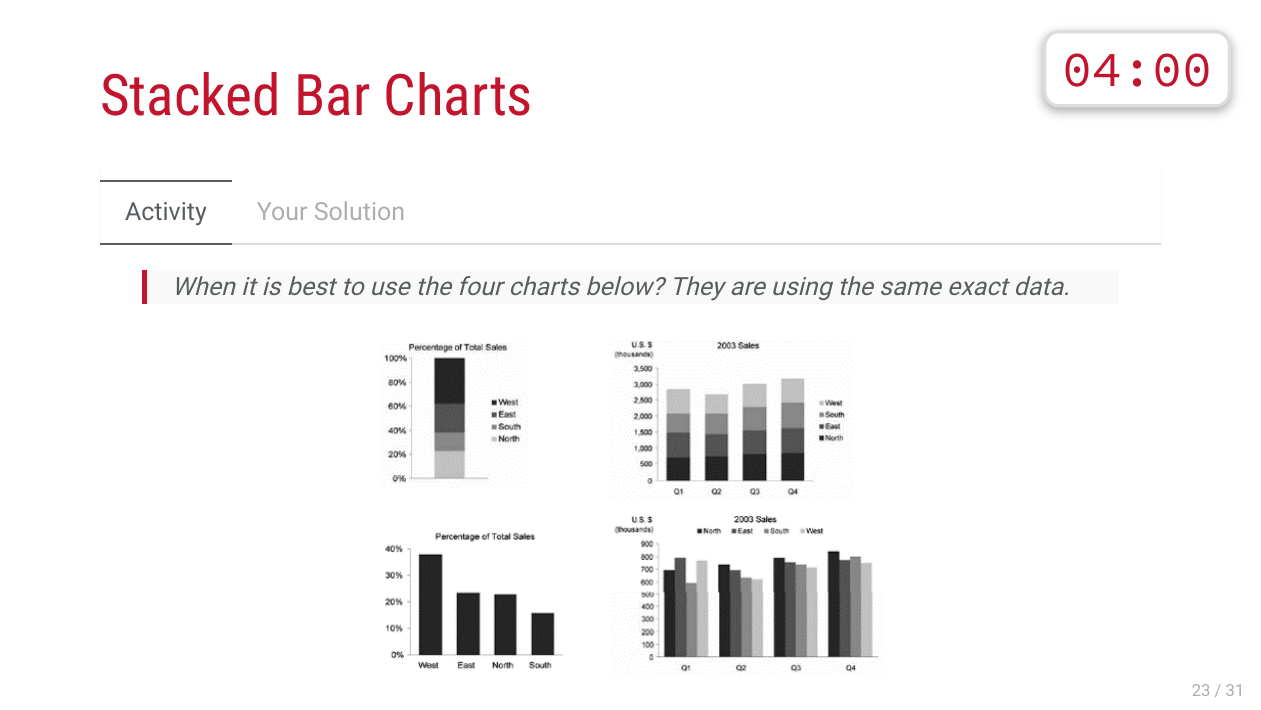 Stacked Bar Charts
04:00
Activity
Your Solution
When it is best to use the four charts below? They are using the same exact data.
Percentage of Total Sales
100%
80%
60%
40%
20%
0%
West
East
South
North
U.S. $
(thousands)
2003 Sales
3,500
3,000
2,500
2,000
1,500
1,000
500
0
Q1 Q2 Q3 Q4
West
South
East
North
Percentage of Total Sales
40%
30%
20%
10%
0%
West East North South
U.S. $
(thousands)
2003 Sales
North East South West
900
800
700
600
500
400
300
200
100
0
Q1 Q2 Q3 Q4
23 / 31